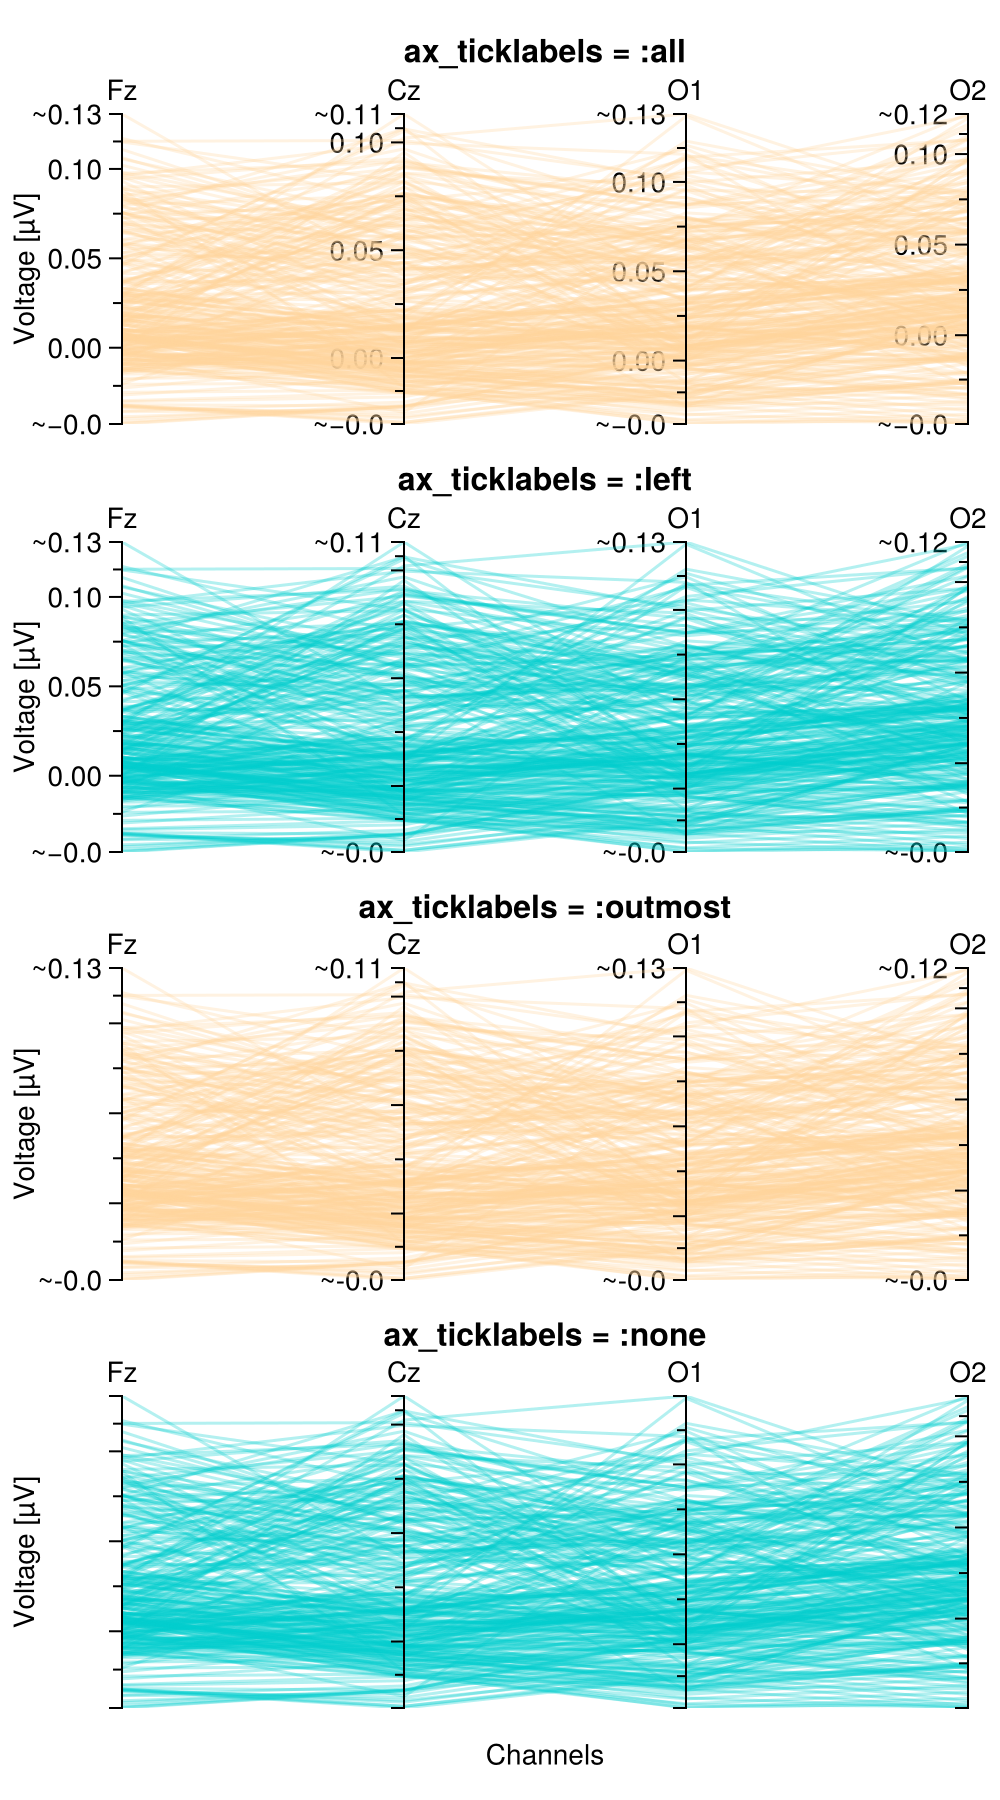 ax_ticklabels = :all
Fz Cz O1 O2
~0.13 ~0.11 ~0.13 ~0.12
0.10 0.10 0.10 0.10
0.05 0.05 0.05 0.05
0.00 0.00 0.00 0.00
~−0.0 ~−0.0 ~−0.0 ~−0.0
Voltage [µV]
ax_ticklabels = :left
Fz Cz O1 O2
~0.13 ~0.11 ~0.13 ~0.12
0.10
0.05
0.00
~−0.0 ~-0.0 ~-0.0 ~-0.0
Voltage [µV]
ax_ticklabels = :outmost
Fz Cz O1 O2
~0.13 ~0.11 ~0.13 ~0.12
~-0.0 ~-0.0 ~-0.0 ~-0.0
Voltage [µV]
ax_ticklabels = :none
Fz Cz O1 O2
Voltage [µV]
Channels